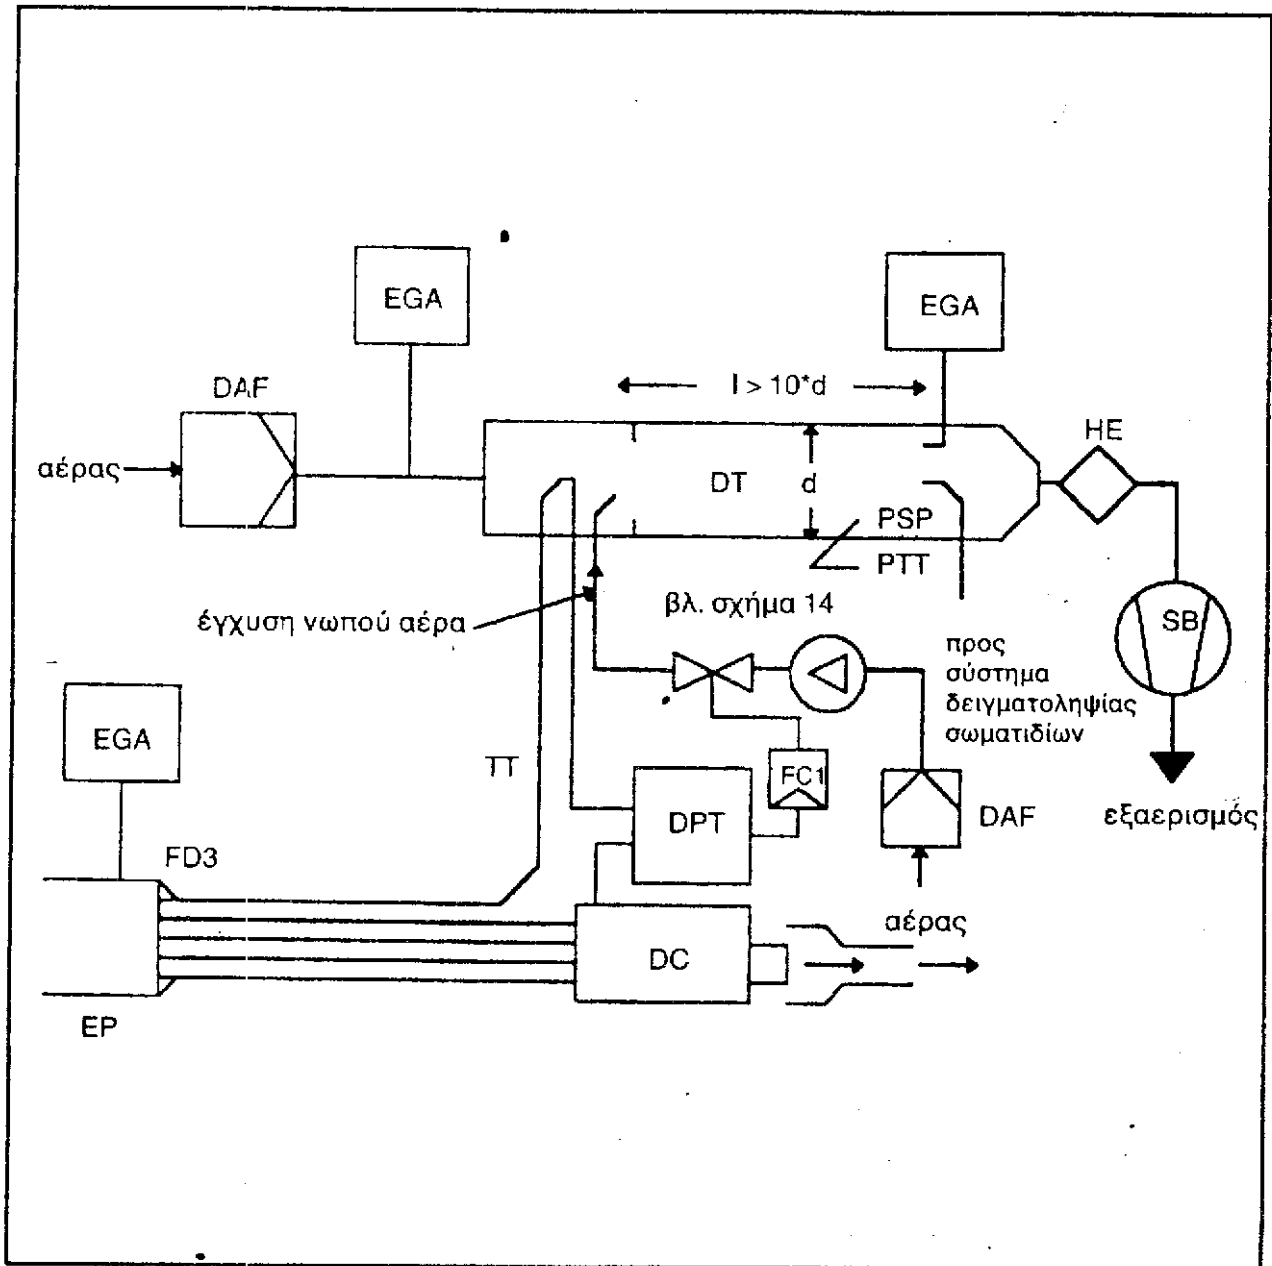 EGA
EGA
l > 10*d
DAF
HE
αέρας
DT
d
PSP
PTT
SB
βλ. σχήμα 14
έγχυση νωπού αέρα
προς
σύστημα
δειγματοληψίας
σωματιδίων
EGA
TT
FC1
DPT
DAF
εξαερισμός
FD3
αέρας
DC
EP